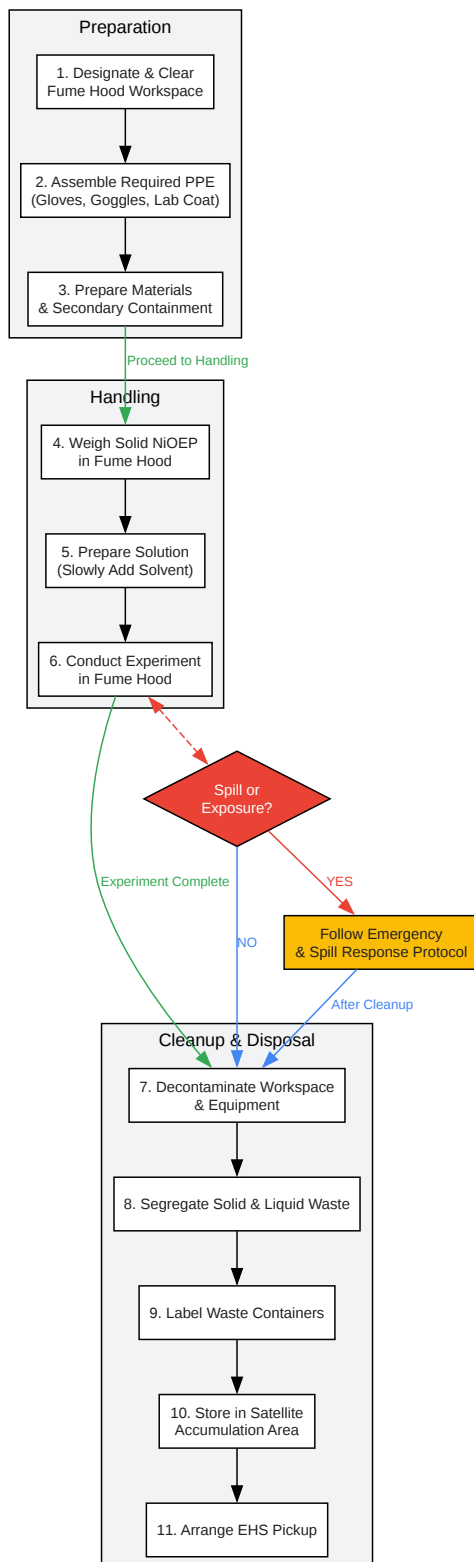 Preparation
1. Designate & Clear
Fume Hood Workspace
2. Assemble Required PPE
(Gloves, Goggles, Lab Coat)
3. Prepare Materials
& Secondary Containment
Proceed to Handling
Handling
4. Weigh Solid NiOEP
in Fume Hood
5. Prepare Solution
(Slowly Add Solvent)
6. Conduct Experiment
in Fume Hood
Spill or
Exposure?
Experiment Complete
YES
NO
Follow Emergency
& Spill Response Protocol
After Cleanup
Cleanup & Disposal
7. Decontaminate Workspace
& Equipment
8. Segregate Solid & Liquid Waste
9. Label Waste Containers
10. Store in Satellite
Accumulation Area
11. Arrange EHS Pickup